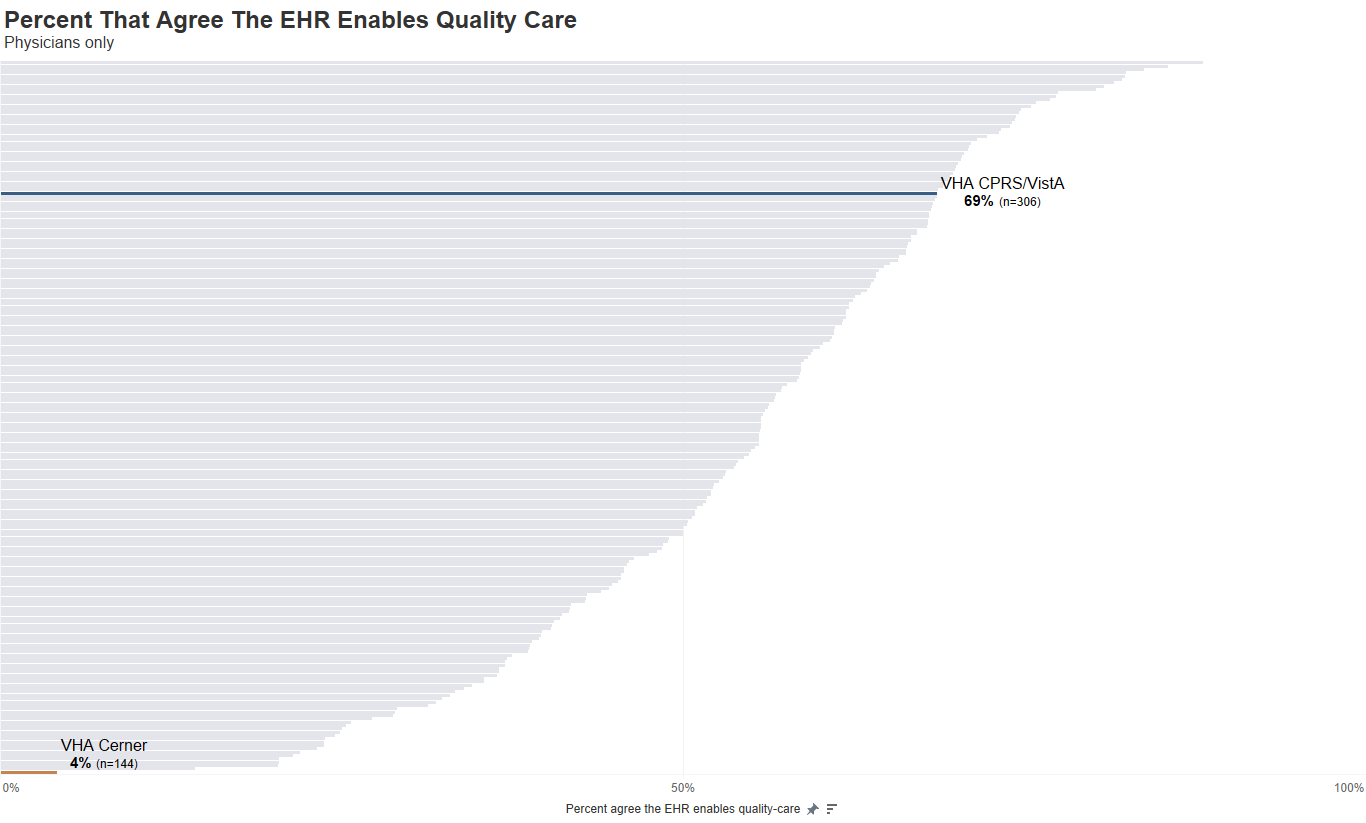 Percent That Agree The EHR Enables Quality Care
Physicians only
VHA CPRS/VistA
69% (n=306)
VHA Cerner
4% (n=144)
0%
50%
100%
Percent agree the EHR enables quality-care